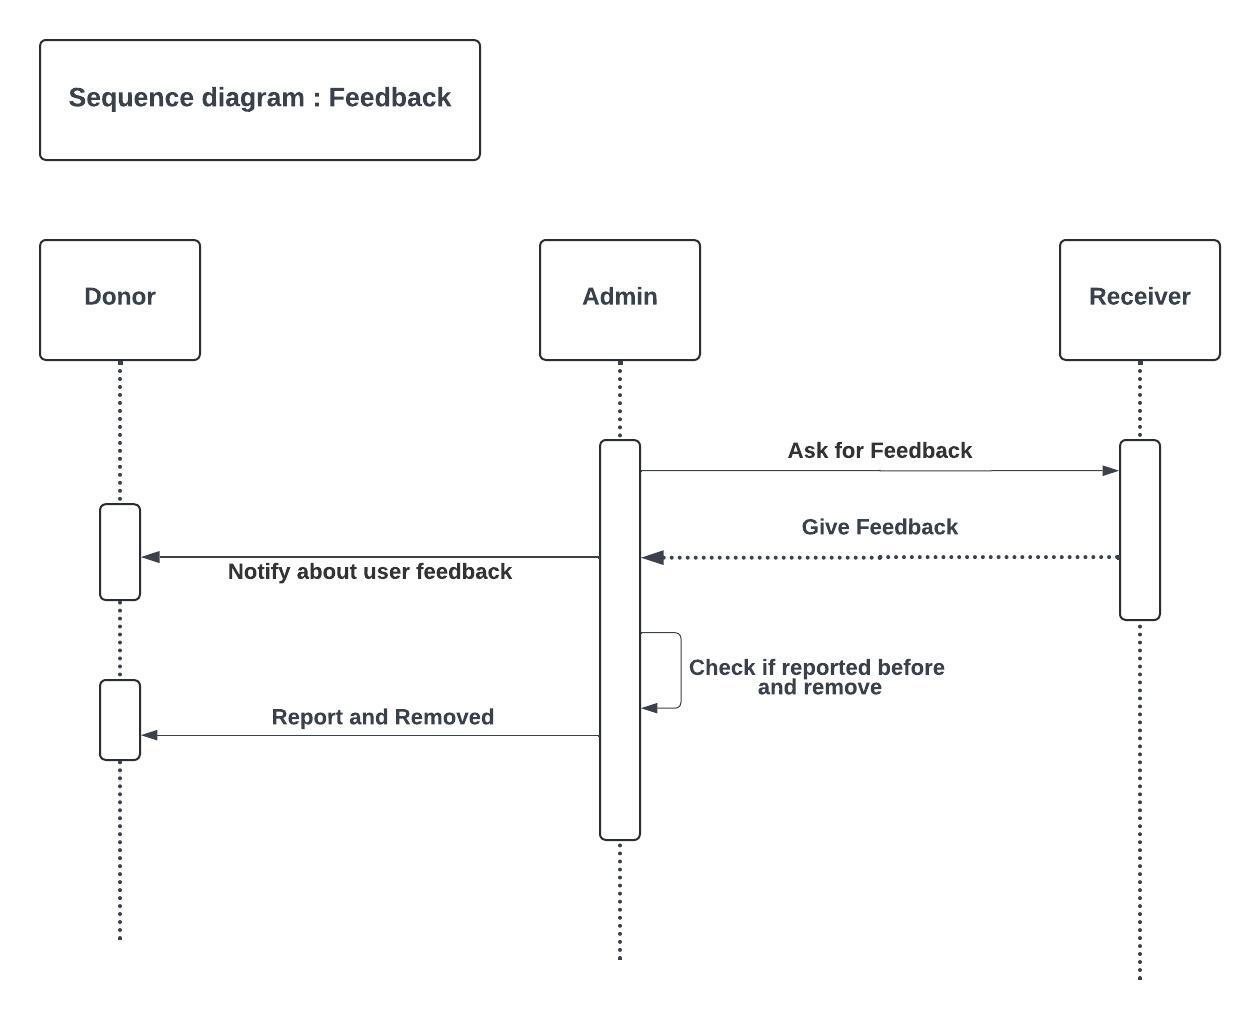 Sequence diagram : Feedback
Donor
Admin
Receiver
Ask for Feedback
Give Feedback
Notify about user feedback
Check if reported before
and remove
Report and Removed